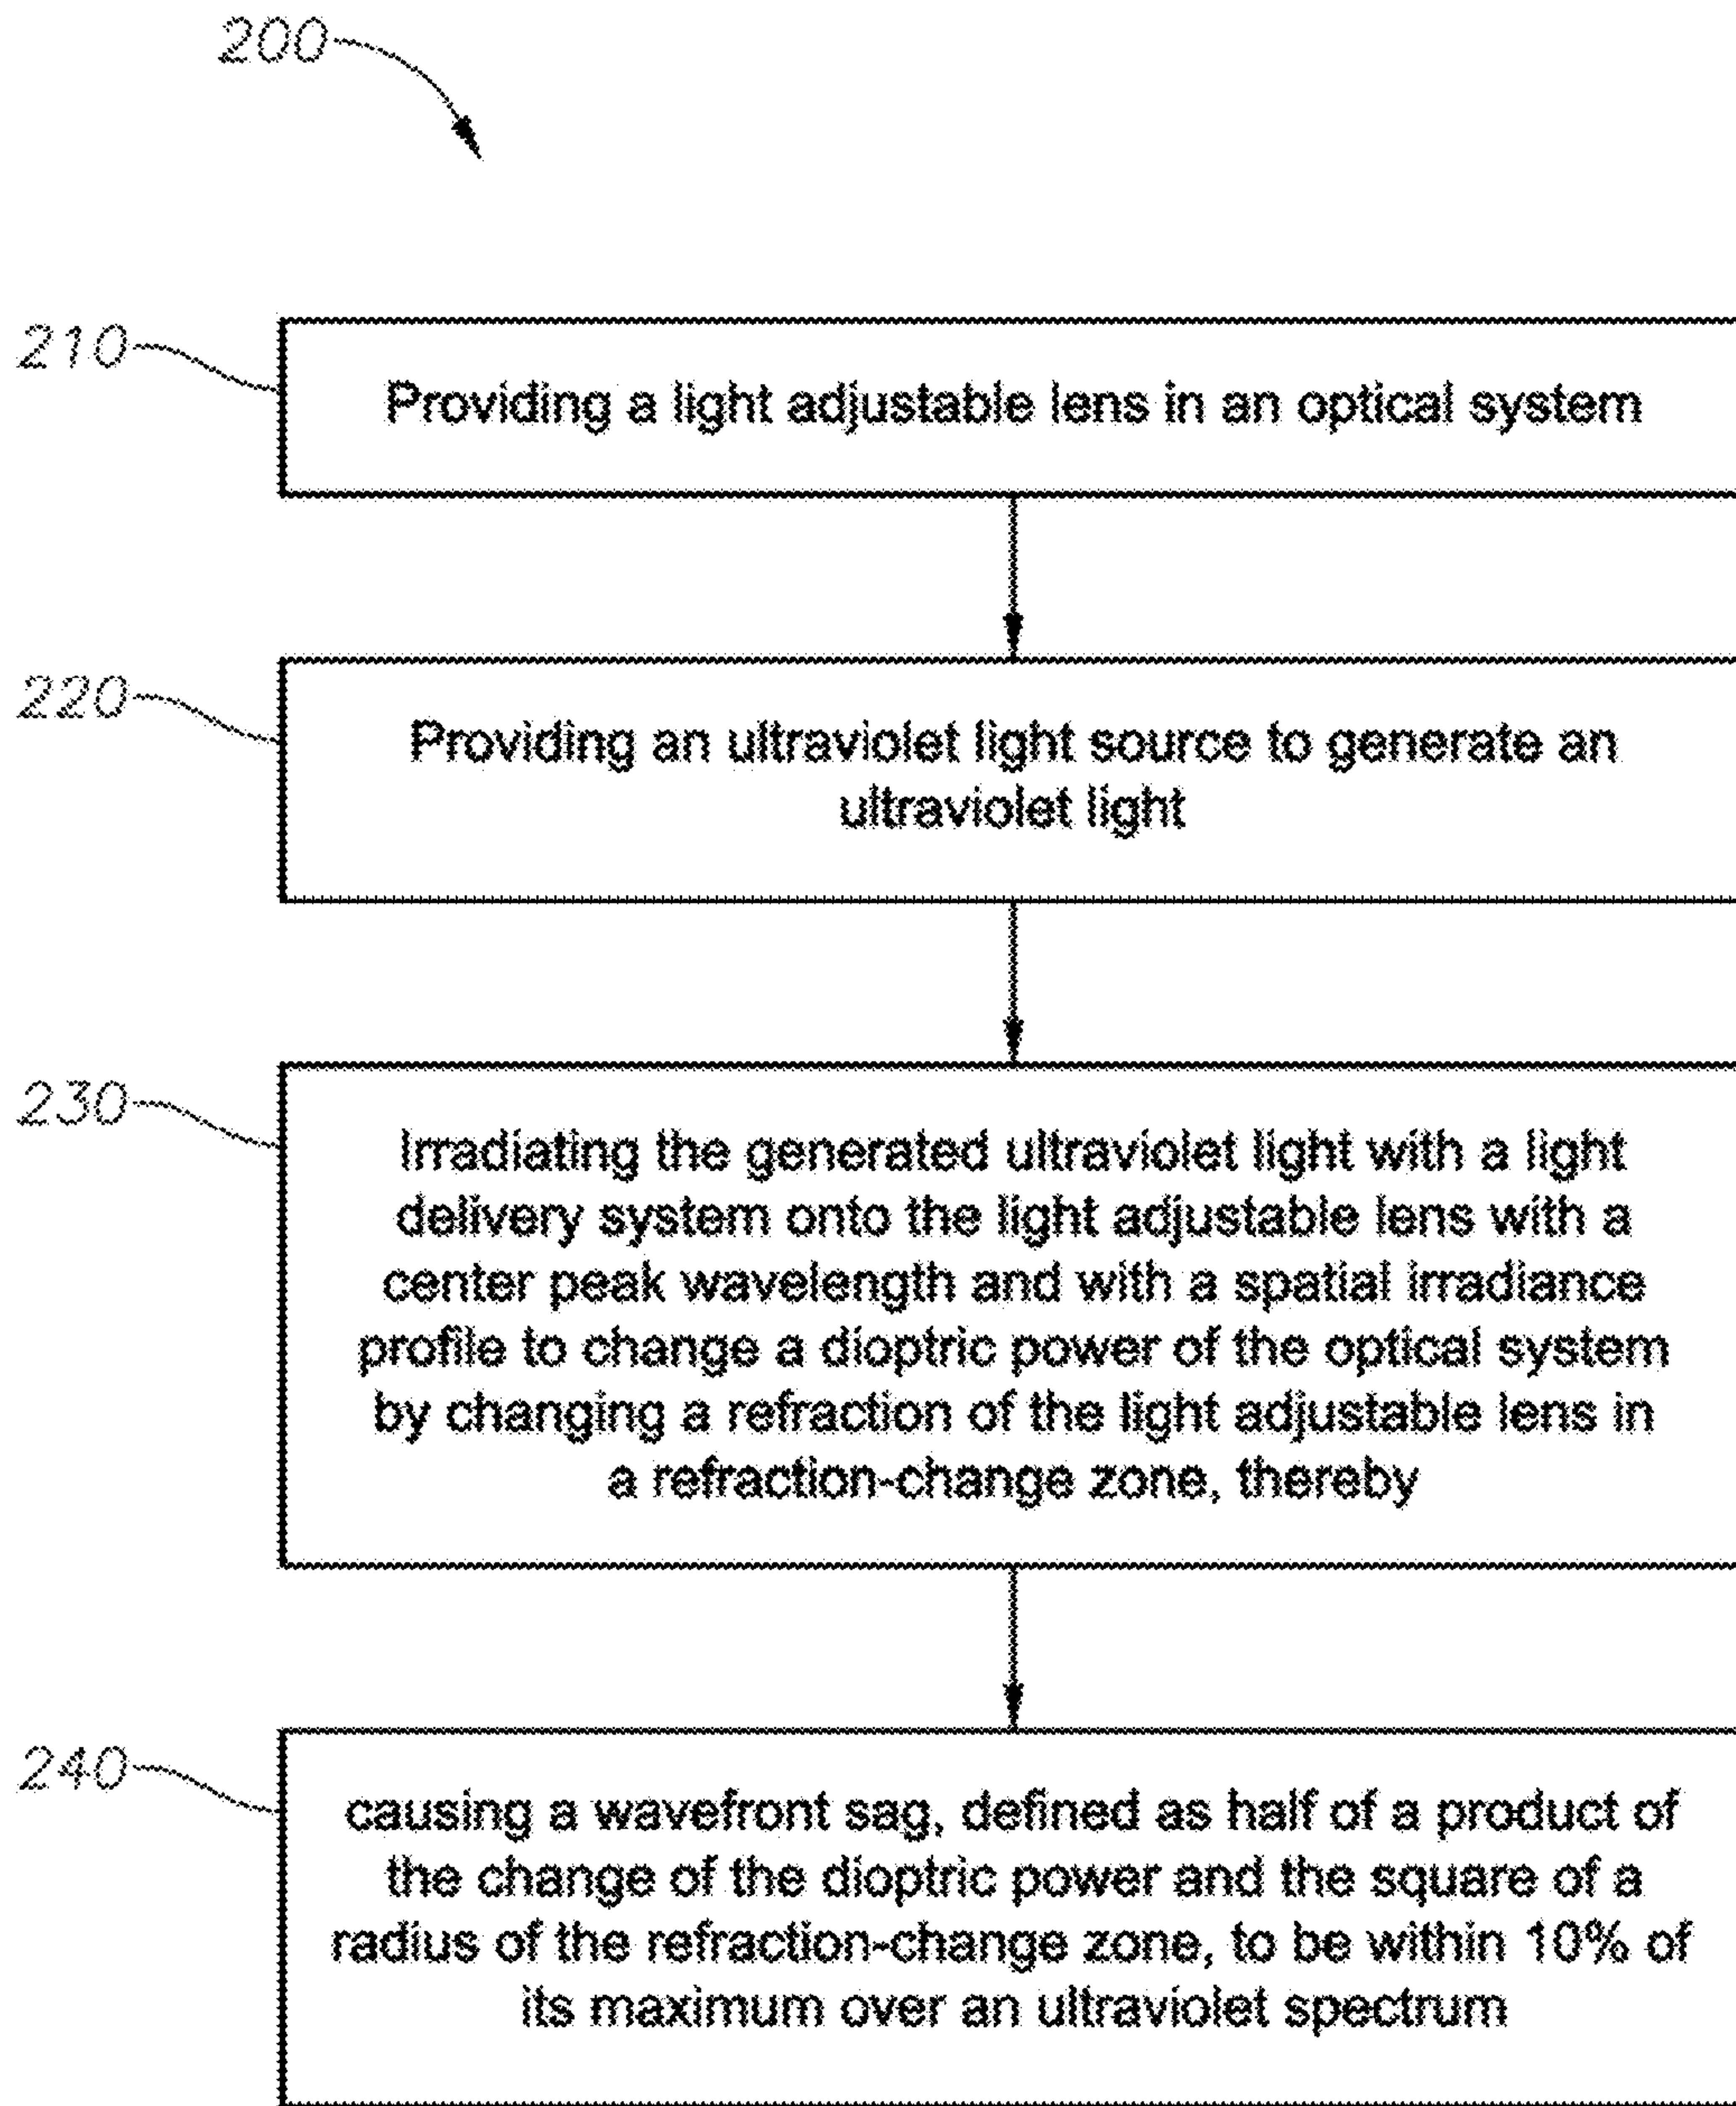 200
210
Providing a light adjustable lens in an optical system
220
Providing an ultraviolet light source to generate an
ultraviolet light
230
Irradiating the generated ultraviolet light with a light
delivery system onto the light adjustable lens with a
center peak wavelength and with a spatial irradiance
profile to change a dioptric power of the optical system
by changing a refraction of the light adjustable lens in
a refraction-change zone, thereby
240
causing a wavefront sag, defined as half of a product of
the change of the dioptric power and the square of a
radius of the refraction-change zone, to be within 10% of
its maximum over an ultraviolet spectrum